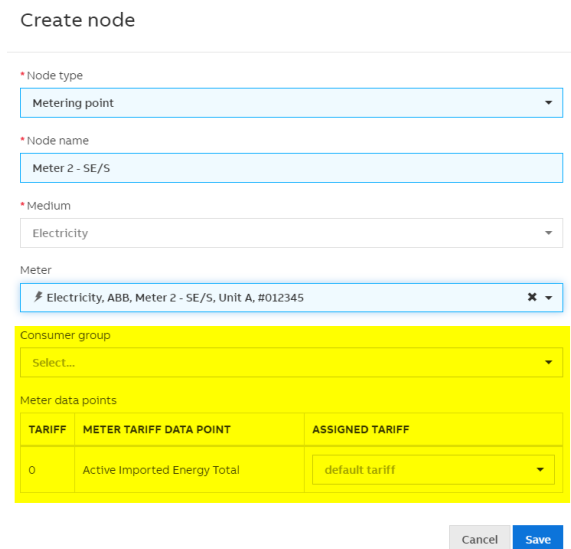 Create node
* Node type
Metering point
* Node name
Meter 2 - SE/S
* Medium
Electricity
Meter
Electricity, ABB, Meter 2 - SE/S, Unit A, #012345
Consumer group
Select...
Meter data points
TARIFF METER TARIFF DATA POINT ASSIGNED TARIFF
0 Active Imported Energy Total default tariff
Cancel Save